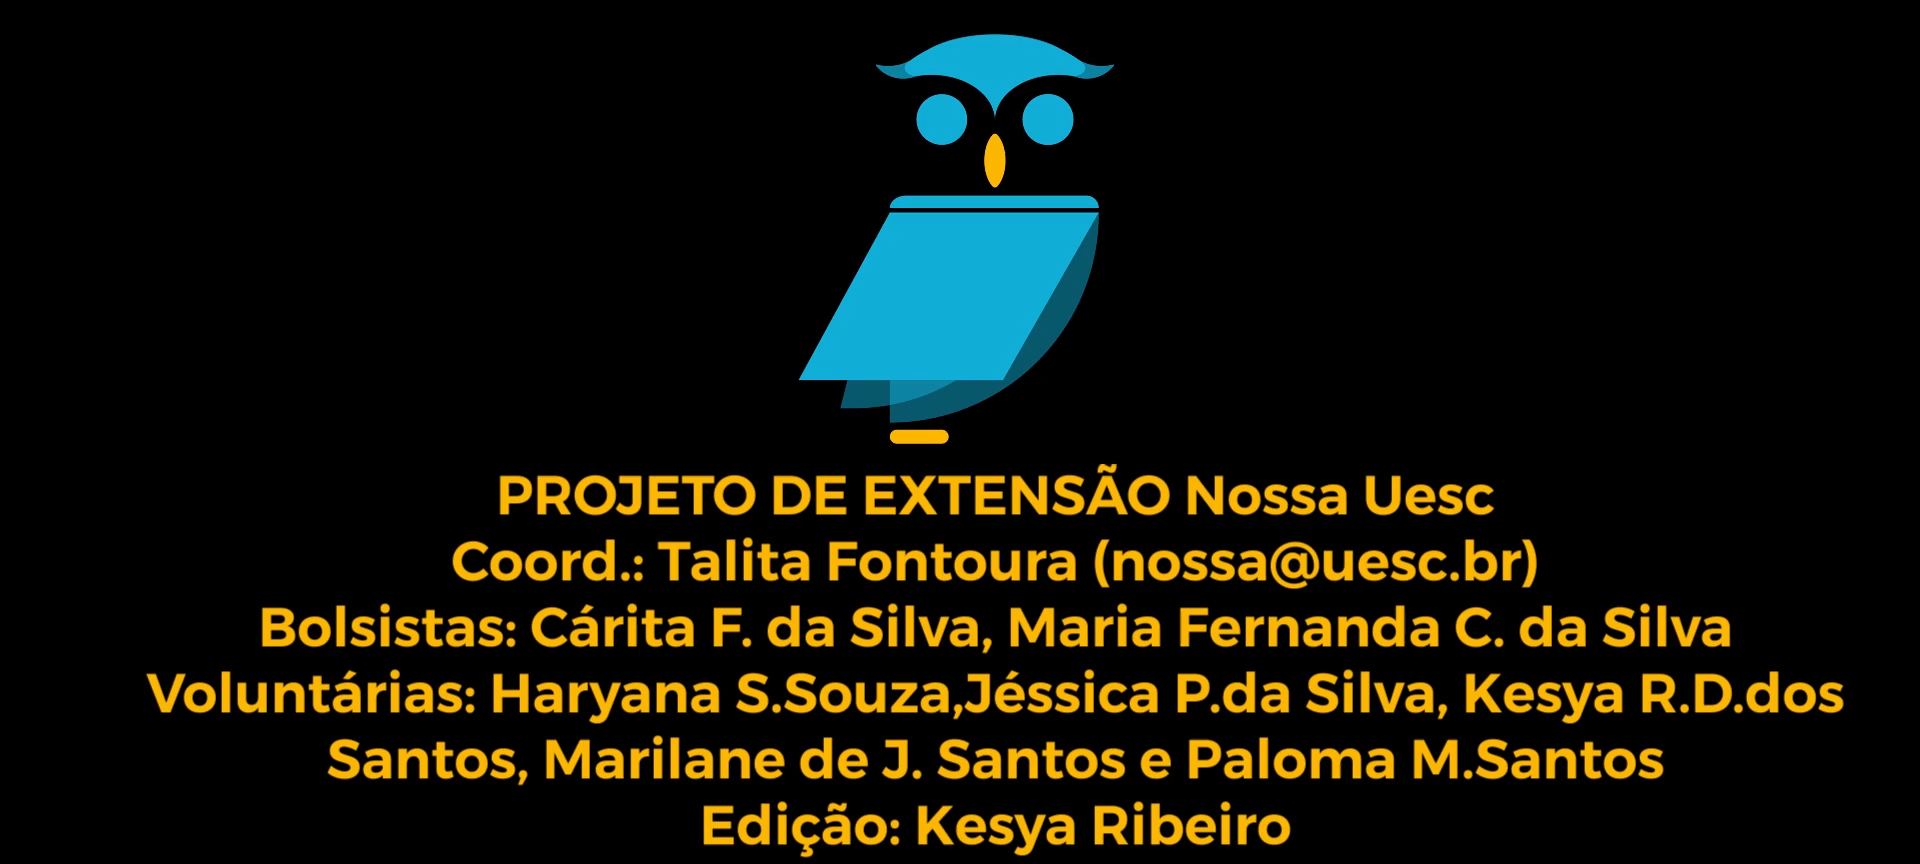 PROJETO DE EXTENSÃO Nossa Uesc
Coord.: Talita Fontoura (nossa@uesc.br)
Bolsistas: Cárita F. da Silva, Maria Fernanda C. da Silva
Voluntárias: Haryana S.Souza,Jéssica P.da Silva, Kesya R.D.dos
Santos, Marilane de J. Santos e Paloma M.Santos
Edição: Kesya Ribeiro